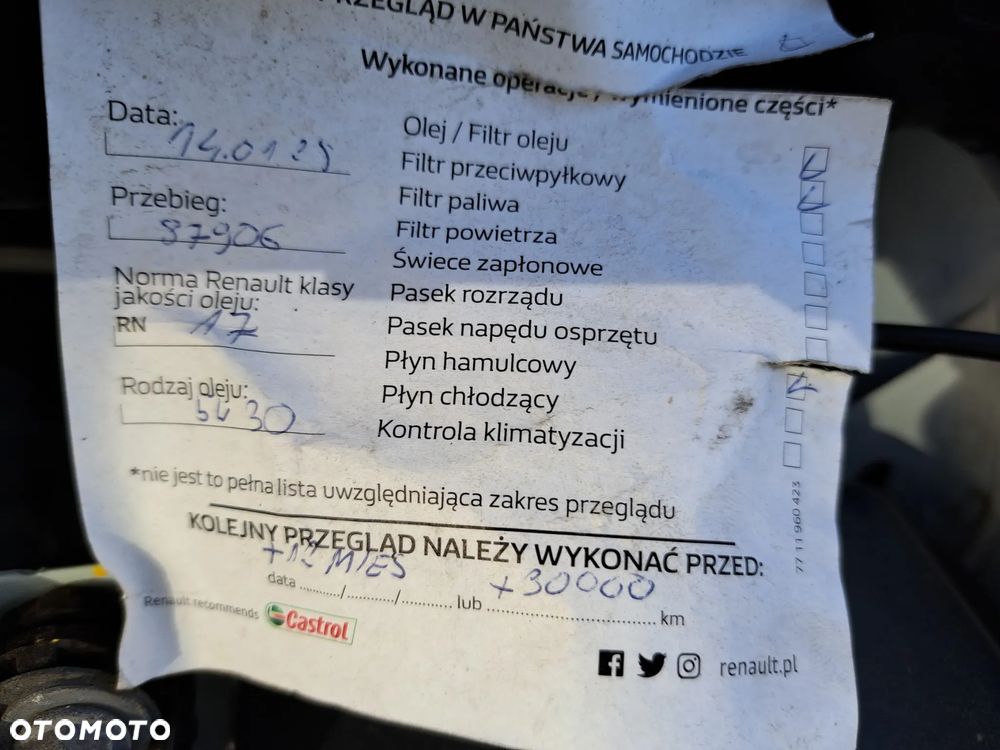 PRZEGLĄD W PAŃSTWA SAMOCHODZIE
Wykonane operacje / wymienione części*
Data:
14.01 25
Przebieg:
97906
Norma Renault klasy
jakości oleju:
RN 17
Rodzaj oleju:
5W 30
Olej / Filtr oleju
Filtr przeciwpyłkowy
Filtr paliwa
Filtr powietrza
Świece zapłonowe
Pasek rozrządu
Pasek napędu osprzętu
Płyn hamulcowy
Płyn chłodzący
Kontrola klimatyzacji
*nie jest to pełna lista uwzględniająca zakres przeglądu
KOLEJNY PRZEGLĄD NALEŻY WYKONAĆ PRZED:
+12 MIES +30000
data ........../.........../........... lub ........................................ km
Renault recommends Castrol
renault.pl
77 11 960 423
OTOMOTO